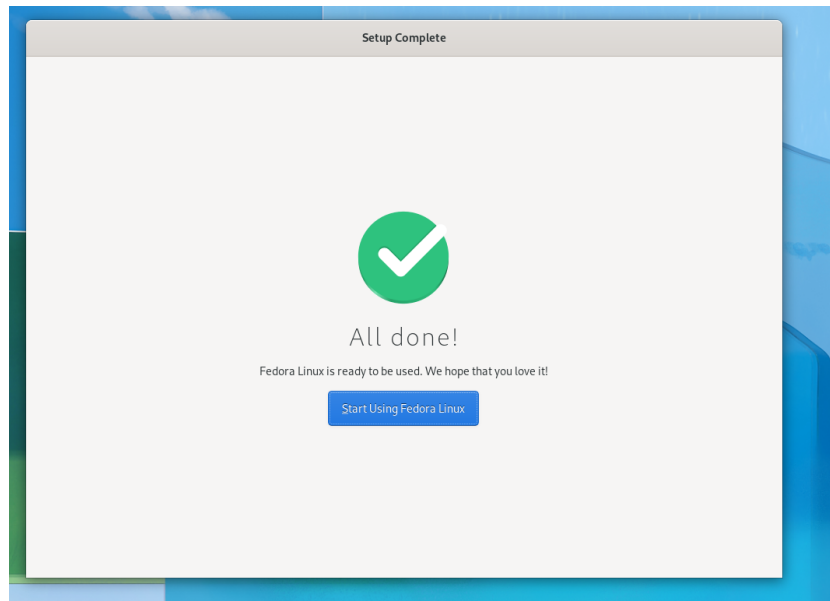 Setup Complete
All done!
Fedora Linux is ready to be used. We hope that you love it!
Start Using Fedora Linux